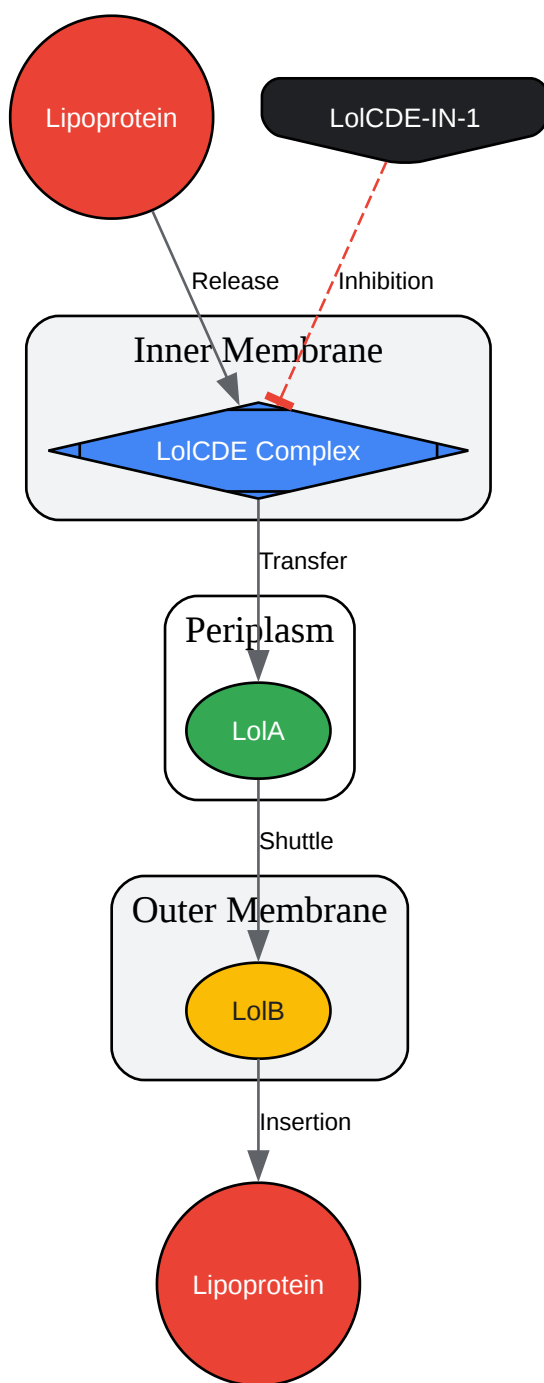 Lipoprotein
LolCDE-IN-1
Release
Inhibition
Inner Membrane
LolCDE Complex
Transfer
Periplasm
LolA
Shuttle
Outer Membrane
LolB
Insertion
Lipoprotein